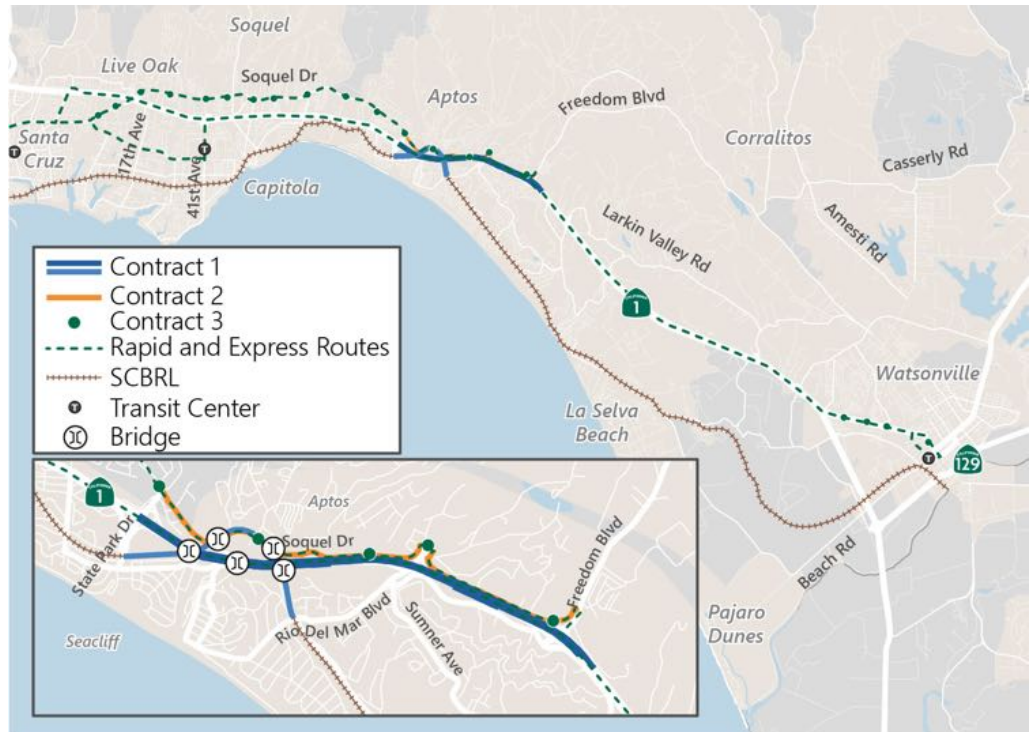 Soquel
Live Oak
Soquel Dr
Aptos
Freedom Blvd
Santa
Cruz
17th Ave
41st Ave
T
T
Capitola
Corralitos
Casserly Rd
Larkin Valley Rd
Amesti Rd
CALIFORNIA
1
Contract 1
Contract 2
Contract 3
Rapid and Express Routes
SCBRL
T
Transit Center
Bridge
Watsonville
La Selva
Beach
T
CALIFORNIA
129
Beach Rd
Pajaro
Dunes
CALIFORNIA
1
Aptos
State Park Dr
Soquel Dr
Freedom Blvd
Rio Del Mar Blvd
Sumner Ave
Seacliff